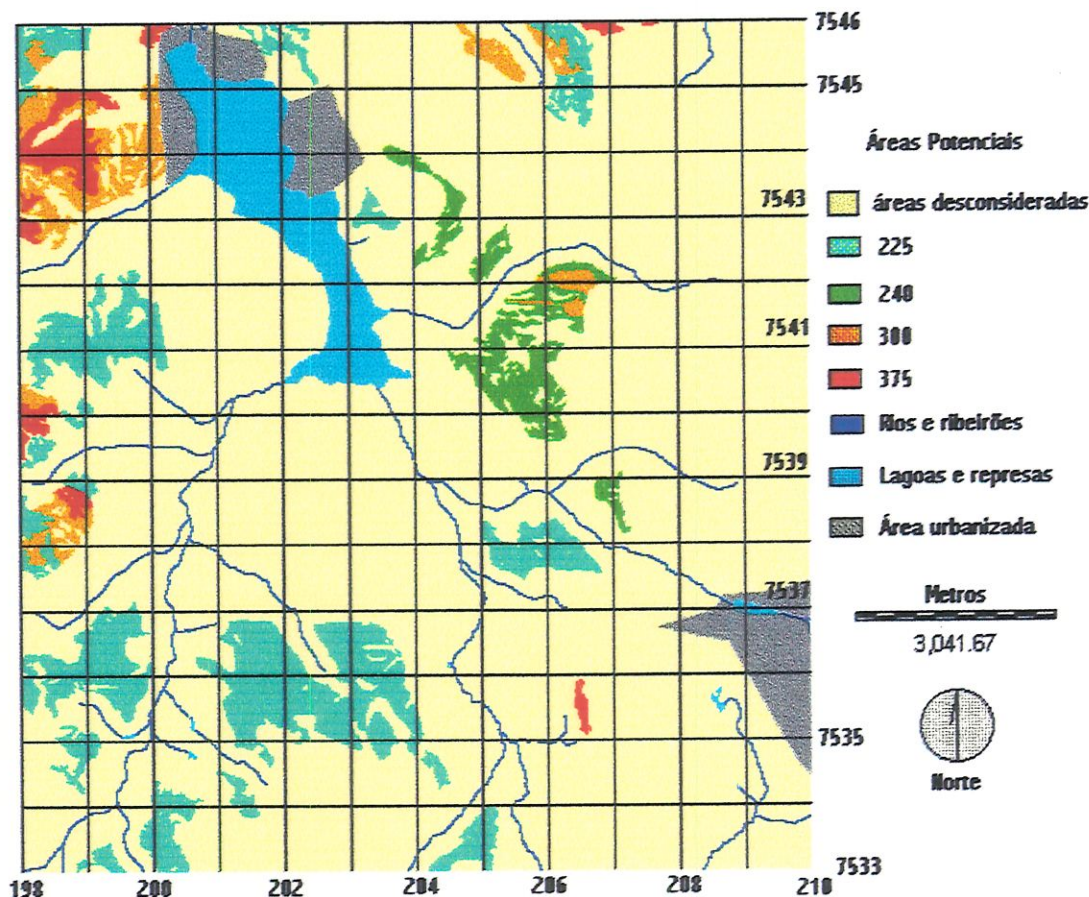 7546
7545
Áreas Potenciais
7543
áreas desconsideradas
225
240
300
7541
375
Rios e ribeirões
7539
Lagoas e represas
Área urbanizada
7537
Metros
3,041.67
7535
Norte
7533
198 200 202 204 206 208 210